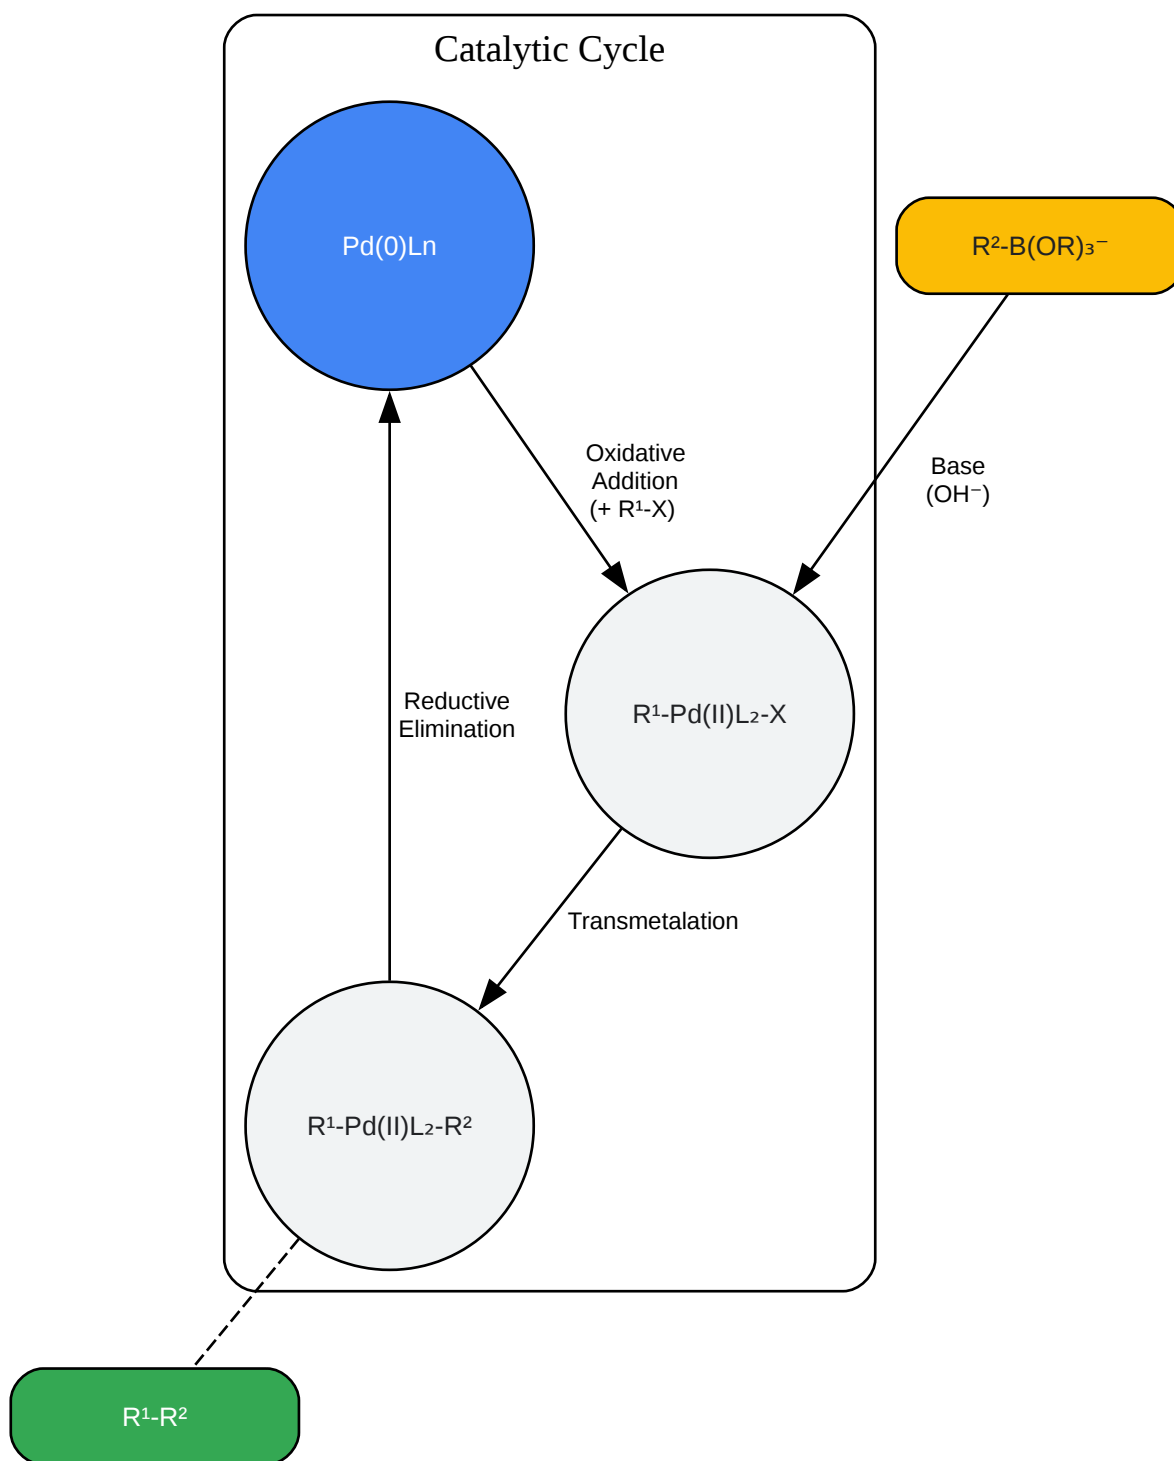 Catalytic Cycle
Pd(0)Ln
R²-B(OR)₃⁻
Oxidative
Addition
(+ R¹-X)
Base
(OH⁻)
Reductive
Elimination
R¹-Pd(II)L₂-X
Transmetalation
R¹-Pd(II)L₂-R²
R¹-R²